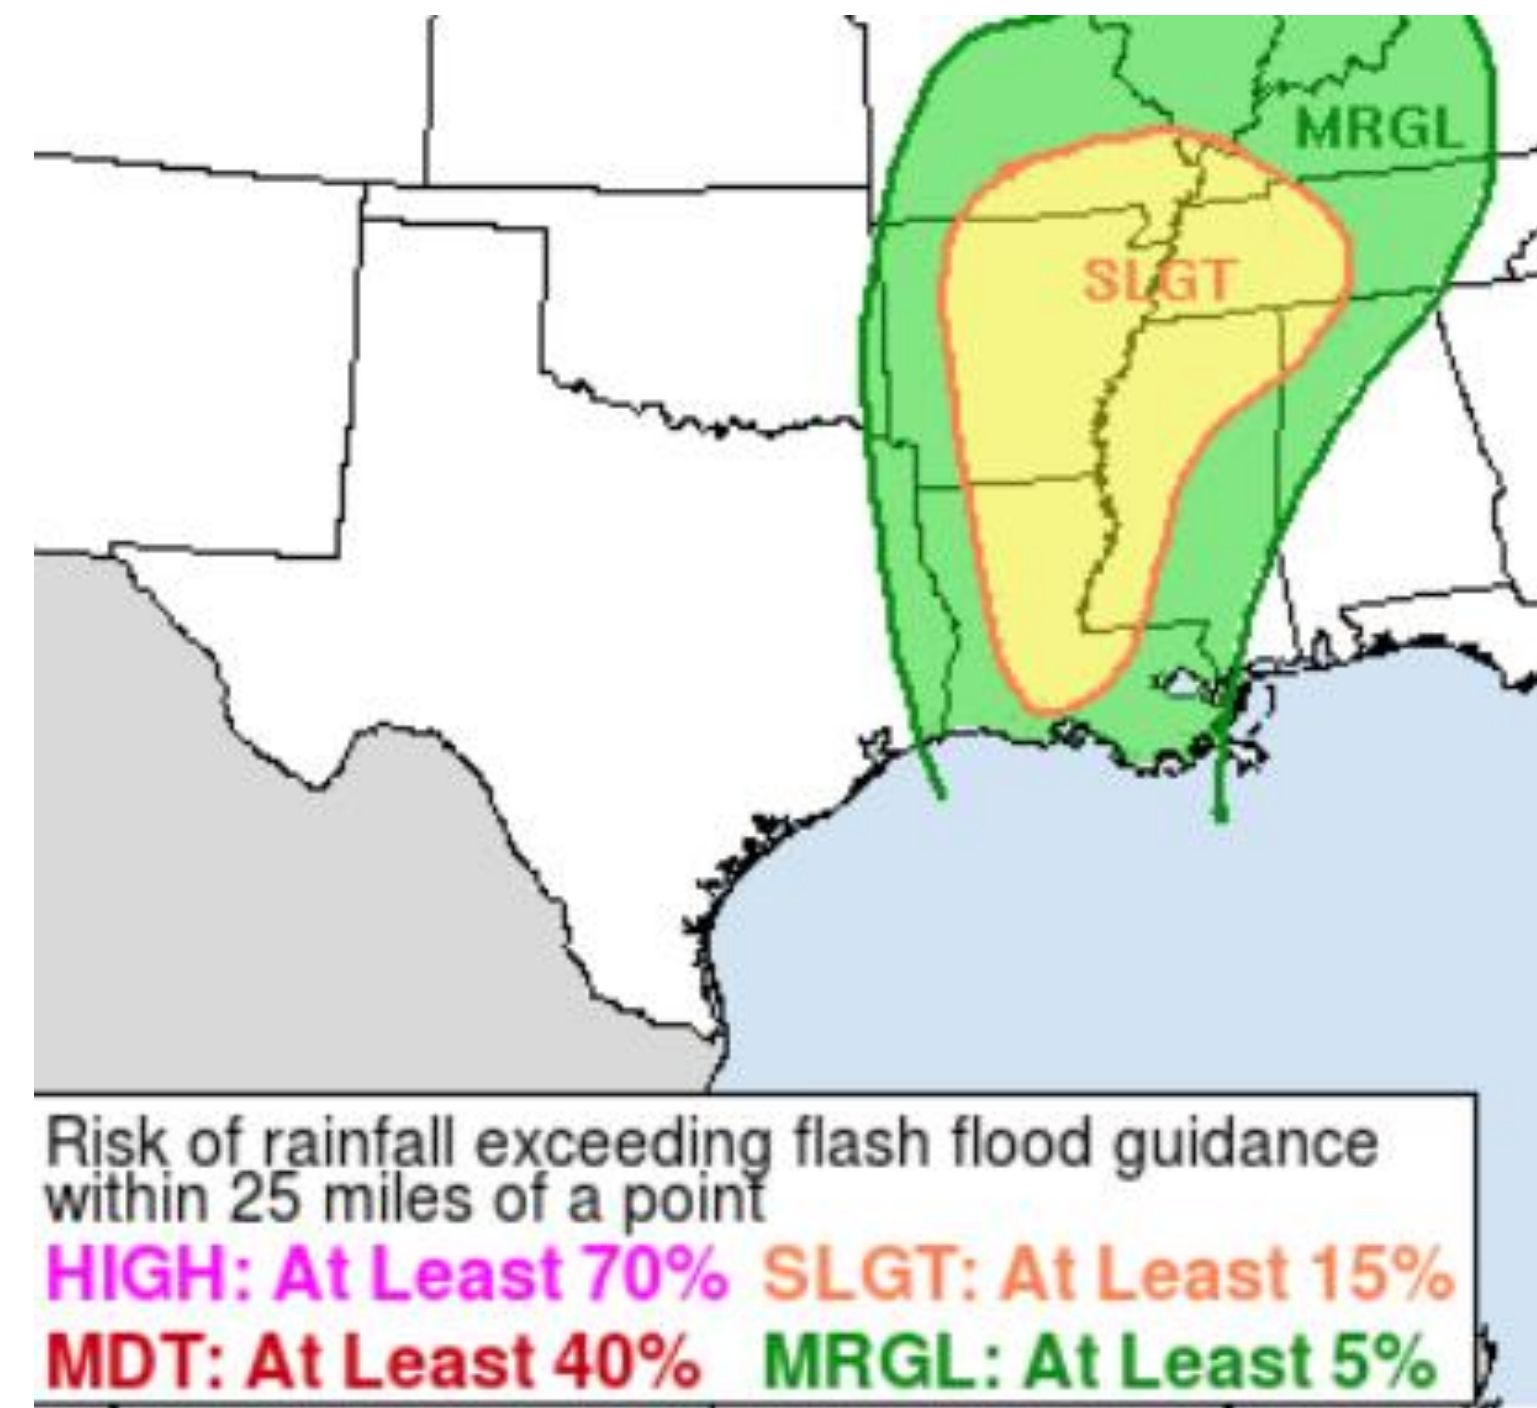 MRGL
SLGT
Risk of rainfall exceeding flash flood guidance
within 25 miles of a point
HIGH: At Least 70% SLGT: At Least 15%
MDT: At Least 40% MRGL: At Least 5%